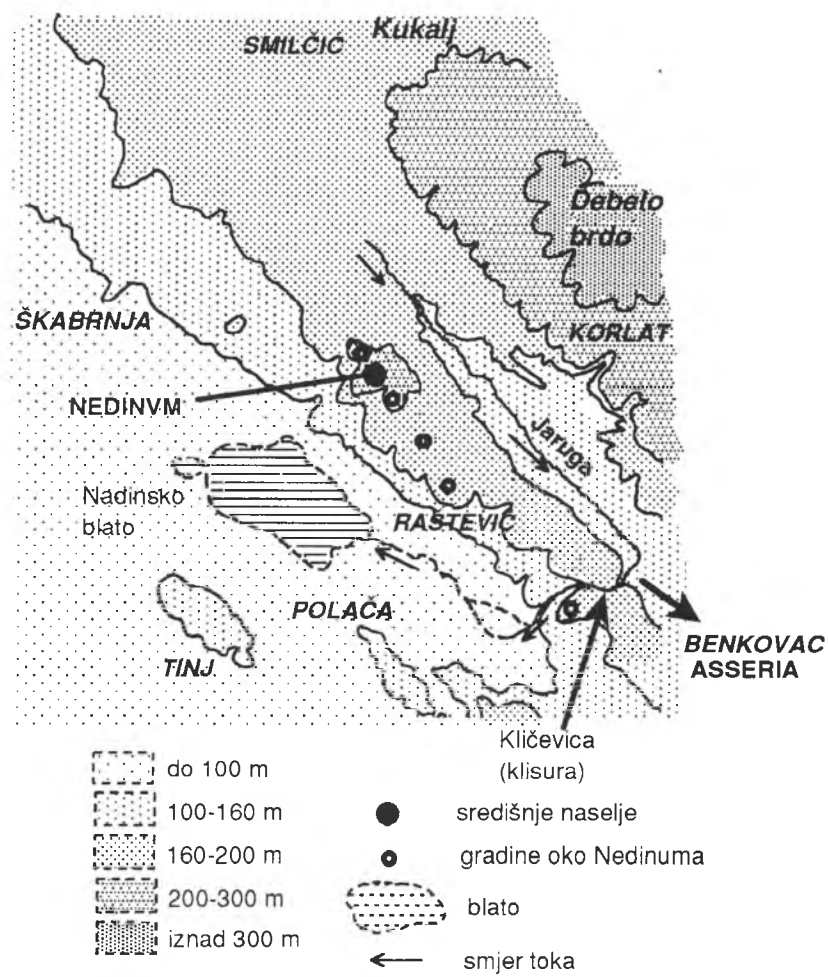 SMILČIĆ
Kukalj
Debelo
brdo
ŠKABRNJA
KORLAT
NEDINVM
Jaruga
Nadinsko
blato
RAŠTEVIĆ
POLAČA
TINJ
BENKOVAC
ASSERIA
Kličevica
(klisura)
do 100 m
100-160 m
160-200 m
200-300 m
iznad 300 m
središnje naselje
gradine oko Nedinuma
blato
smjer toka